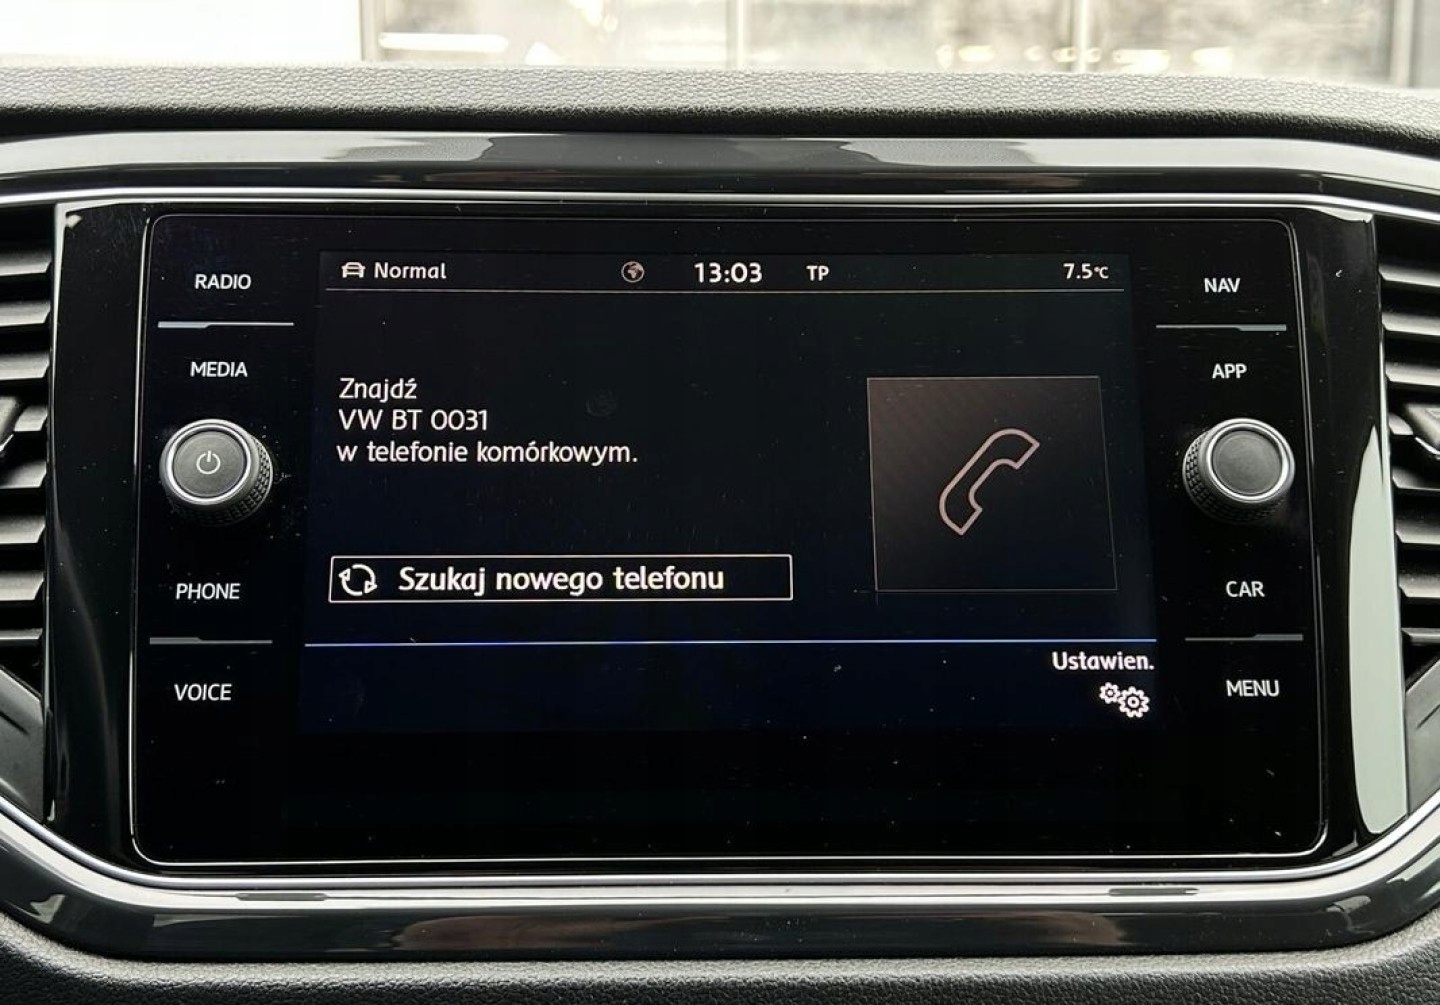 Normal 13:03 TP 7.5°C
RADIO
MEDIA
PHONE
VOICE
Znajdź
VW BT 0031
w telefonie komórkowym.
Szukaj nowego telefonu
Ustawien.
NAV
APP
CAR
MENU